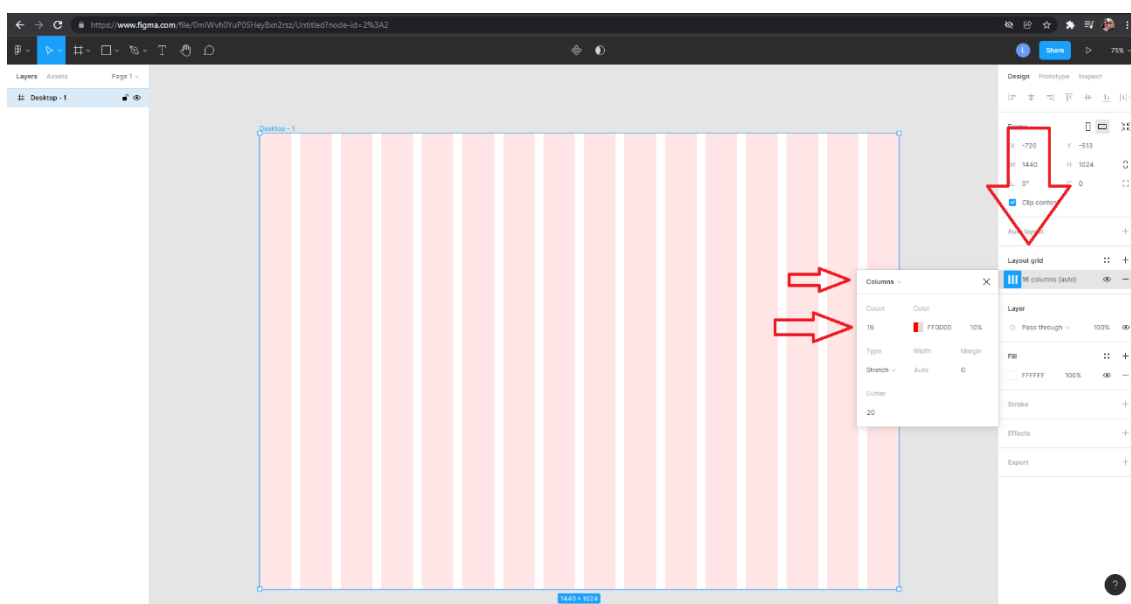 https://www.figma.com/file/0mIWvh0YuP0SHey8xn2rsz/Untitled?node-id=2%3A2
L Share 75%
Layers Assets Page 1
Desktop - 1
Desktop - 1
1440 × 1024
Columns
Count Color
16 FF0000 10%
Type Width Margin
Stretch Auto 0
Gutter
20
Design Prototype Inspect
Frame
X -720 Y -513
W 1440 H 1024
0° 0
Clip content
Auto layout
Layout grid
16 columns (auto)
Layer
Pass through 100%
Fill
FFFFFF 100%
Stroke
Effects
Export
?